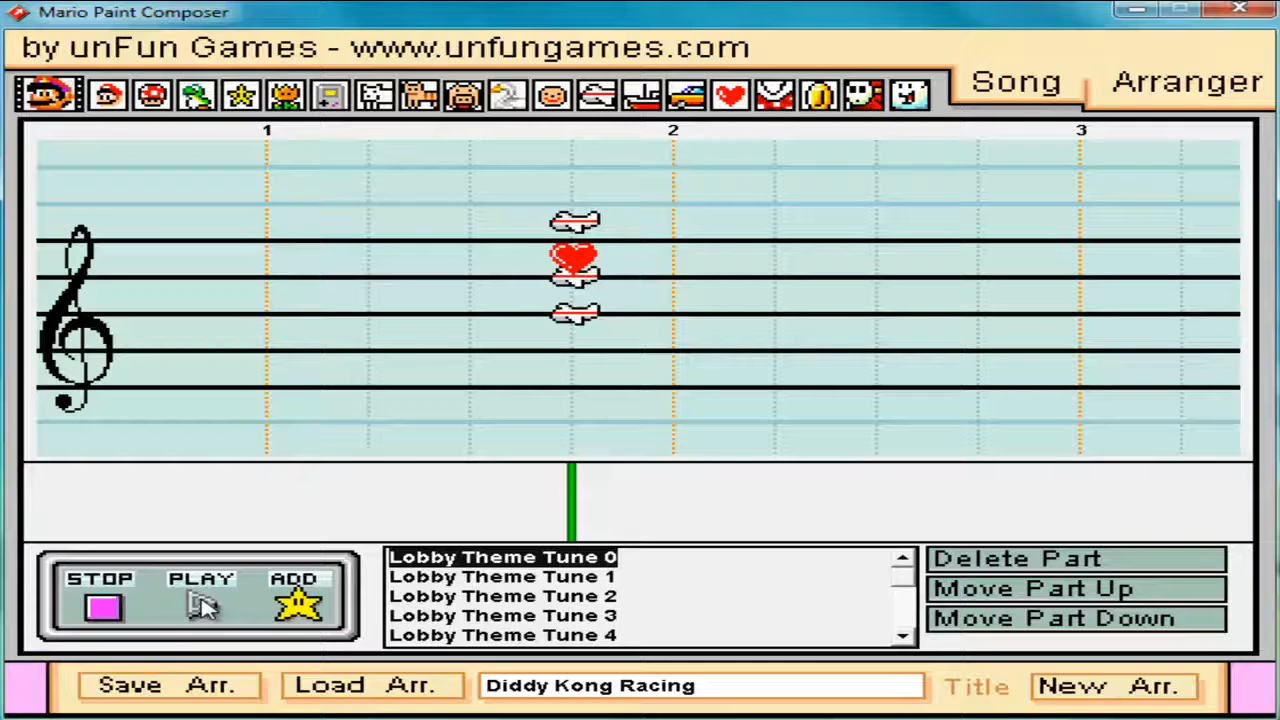 Mario Paint Composer
by unFun Games - www.unfungames.com
Song
Arranger
1
2
3
STOP
PLAY
ADD
Lobby Theme Tune 0
Lobby Theme Tune 1
Lobby Theme Tune 2
Lobby Theme Tune 3
Lobby Theme Tune 4
Delete Part
Move Part Up
Move Part Down
Save Arr.
Load Arr.
Diddy Kong Racing
Title
New Arr.